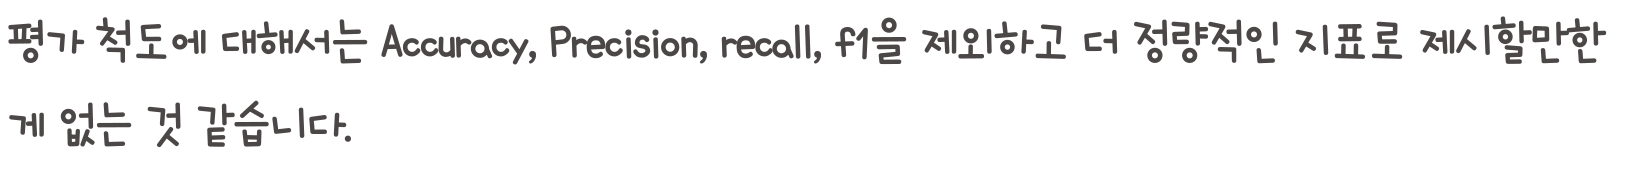 평가 척도에 대해서는 Accuracy, Precision, recall, f1을 제외하고 더 정량적인 지표로 제시할만한
게 없는 것 같습니다.